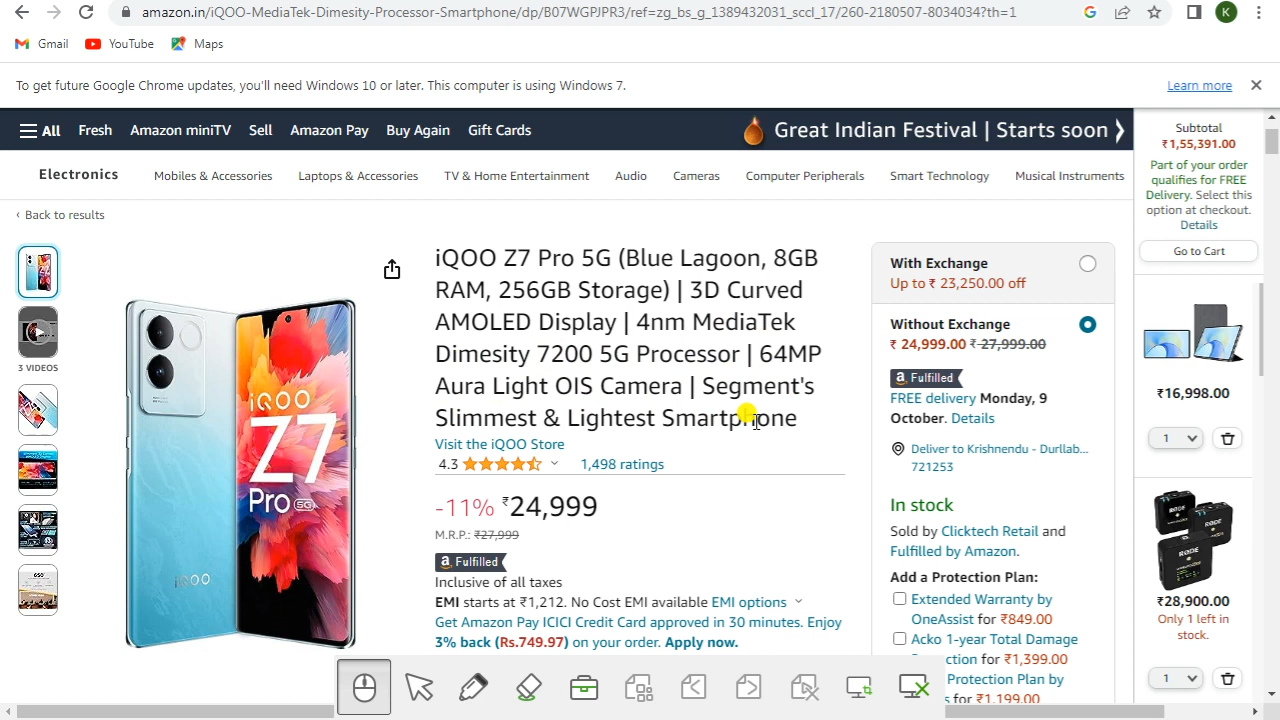 amazon.in/iQOO-MediaTek-Dimesity-Processor-Smartphone/dp/B07WGPJPR3/ref=zg_bs_g_1389432031_sccl_17/260-2180507-8034034?th=1
K
Gmail YouTube Maps
To get future Google Chrome updates, you'll need Windows 10 or later. This computer is using Windows 7.
Learn more
All Fresh Amazon miniTV Sell Amazon Pay Buy Again Gift Cards
Great Indian Festival | Starts soon
Electronics Mobiles & Accessories Laptops & Accessories TV & Home Entertainment Audio Cameras Computer Peripherals Smart Technology Musical Instruments
‹ Back to results
3 VIDEOS
iQOO
Z7
Pro 5G
iQOO
iQOO Z7 Pro 5G (Blue Lagoon, 8GB
RAM, 256GB Storage) | 3D Curved
AMOLED Display | 4nm MediaTek
Dimesity 7200 5G Processor | 64MP
Aura Light OIS Camera | Segment's
Slimmest & Lightest Smartphone
Visit the iQOO Store
4.3 1,498 ratings
-11% ₹24,999
M.R.P.: ₹27,999
a Fulfilled
Inclusive of all taxes
EMI starts at ₹1,212. No Cost EMI available EMI options
Get Amazon Pay ICICI Credit Card approved in 30 minutes. Enjoy
3% back (Rs.749.97) on your order. Apply now.
With Exchange
Up to ₹ 23,250.00 off
Without Exchange
₹ 24,999.00 ₹ 27,999.00
a Fulfilled
FREE delivery Monday, 9
October. Details
Deliver to Krishnendu - Durllab...
721253
In stock
Sold by Clicktech Retail and
Fulfilled by Amazon.
Add a Protection Plan:
Extended Warranty by
OneAssist for ₹849.00
Acko 1-year Total Damage
ction for ₹1,399.00
Protection Plan by
s for ₹1,199.00
Subtotal
₹1,55,391.00
Part of your order
qualifies for FREE
Delivery. Select this
option at checkout.
Details
Go to Cart
₹16,998.00
1
RØDE
RØDE
RØDE
₹28,900.00
Only 1 left in
stock.
1